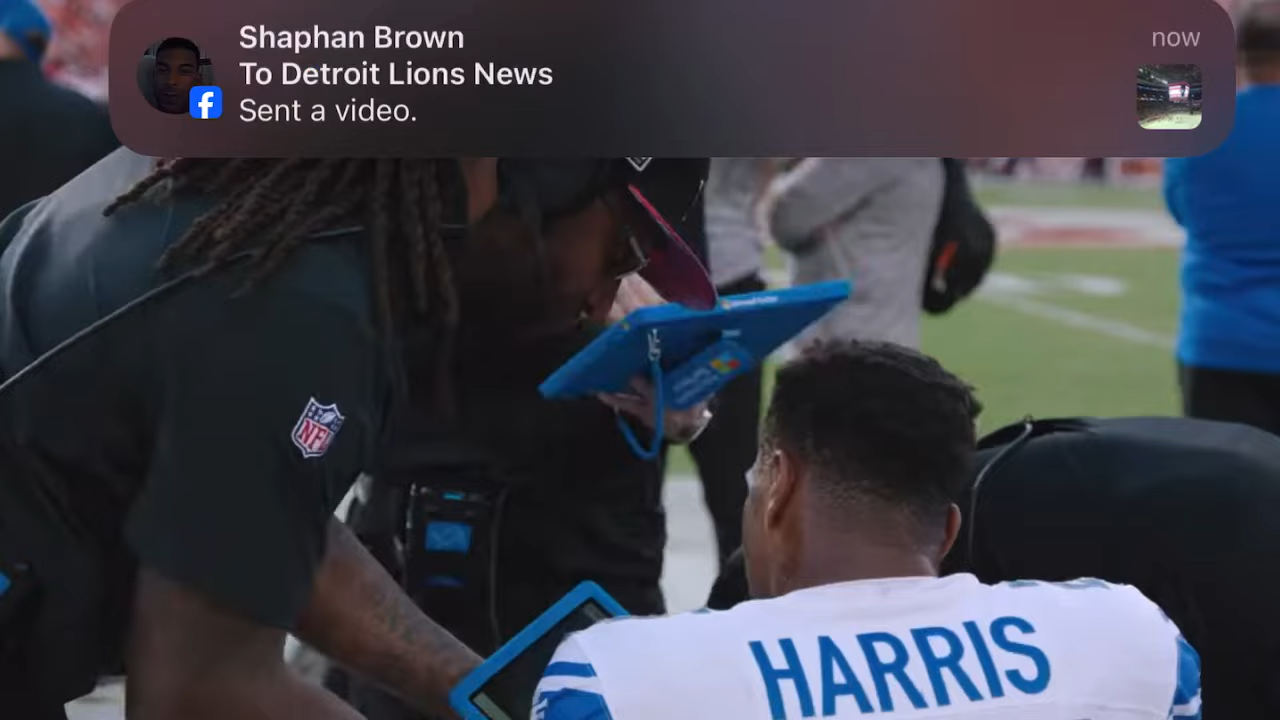 Shaphan Brown
now
To Detroit Lions News
Sent a video.
NFL
HARRIS